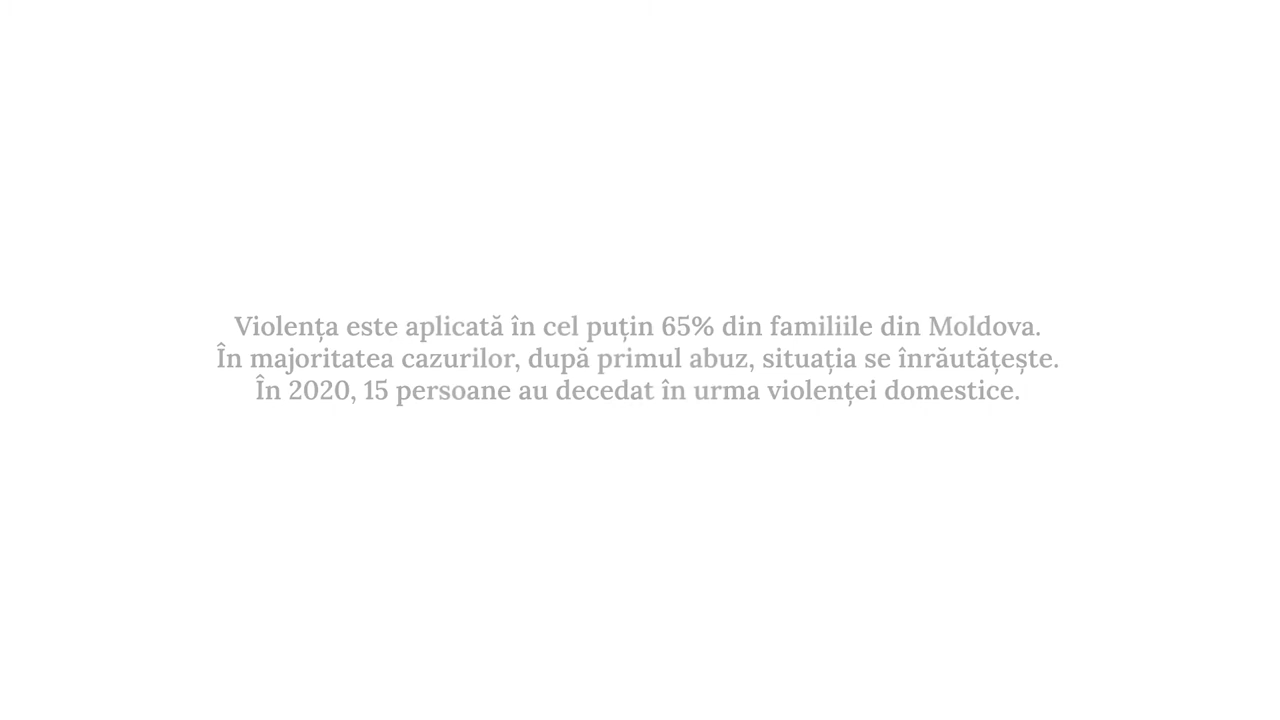 Violența este aplicată în cel puțin 65% din familiile din Moldova.
În majoritatea cazurilor, după primul abuz, situația se înrăutățește.
În 2020, 15 persoane au decedat în urma violenței domestice.